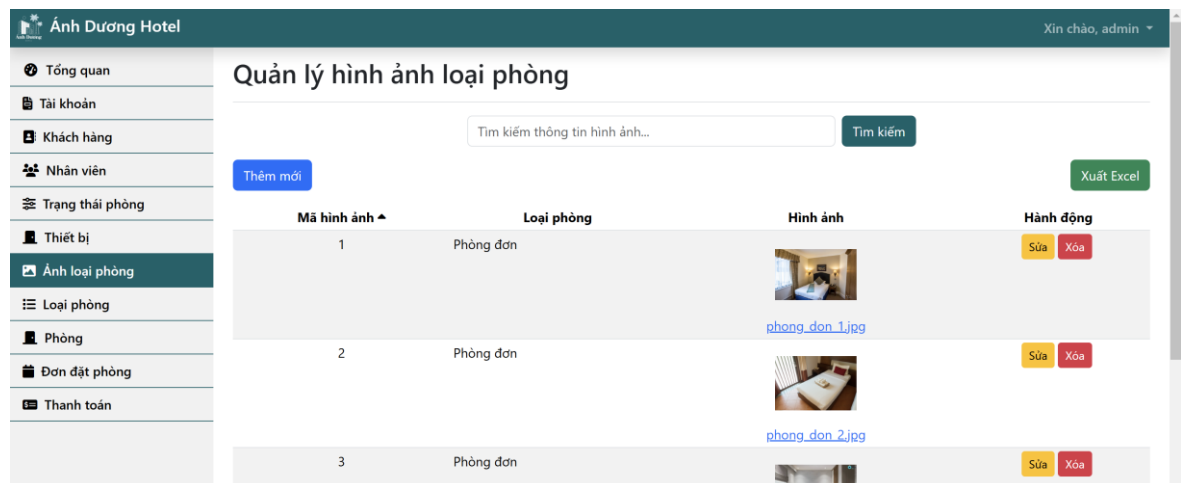 Ánh Dương Hotel
Xin chào, admin
Tổng quan
Tài khoản
Khách hàng
Nhân viên
Trạng thái phòng
Thiết bị
Ảnh loại phòng
Loại phòng
Phòng
Đơn đặt phòng
Thanh toán
Quản lý hình ảnh loại phòng
Tìm kiếm thông tin hình ảnh...
Tìm kiếm
Thêm mới
Xuất Excel
Mã hình ảnh Loại phòng Hình ảnh Hành động
1 Phòng đơn Sửa Xóa
phong_don_1.jpg
2 Phòng đơn Sửa Xóa
phong_don_2.jpg
3 Phòng đơn Sửa Xóa